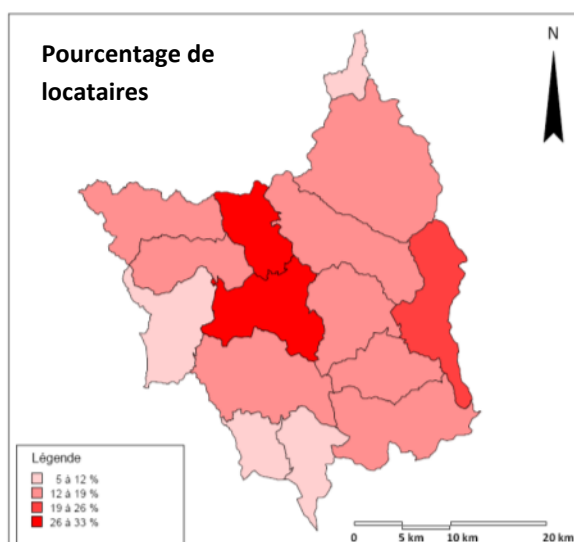 Pourcentage de
locataires
N
Légende
5 à 12 %
12 à 19 %
19 à 26 %
26 à 33 %
0 5 km 10 km 20 km